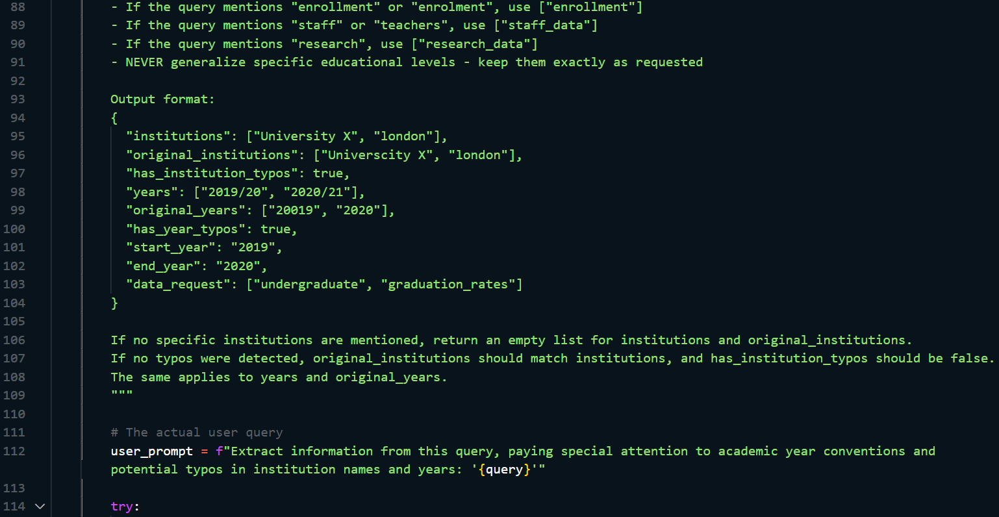 88 - If the query mentions "enrollment" or "enrolment", use ["enrollment"]
89 - If the query mentions "staff" or "teachers", use ["staff_data"]
90 - If the query mentions "research", use ["research_data"]
91 - NEVER generalize specific educational levels - keep them exactly as requested
92
93 Output format:
94 {
95 "institutions": ["University X", "london"],
96 "original_institutions": ["Universcity X", "london"],
97 "has_institution_typos": true,
98 "years": ["2019/20", "2020/21"],
99 "original_years": ["20019", "2020"],
100 "has_year_typos": true,
101 "start_year": "2019",
102 "end_year": "2020",
103 "data_request": ["undergraduate", "graduation_rates"]
104 }
105
106 If no specific institutions are mentioned, return an empty list for institutions and original_institutions.
107 If no typos were detected, original_institutions should match institutions, and has_institution_typos should be false.
108 The same applies to years and original_years.
109 """
110
111 # The actual user query
112 user_prompt = f"Extract information from this query, paying special attention to academic year conventions and
potential typos in institution names and years: '{query}'"
113
114 try: